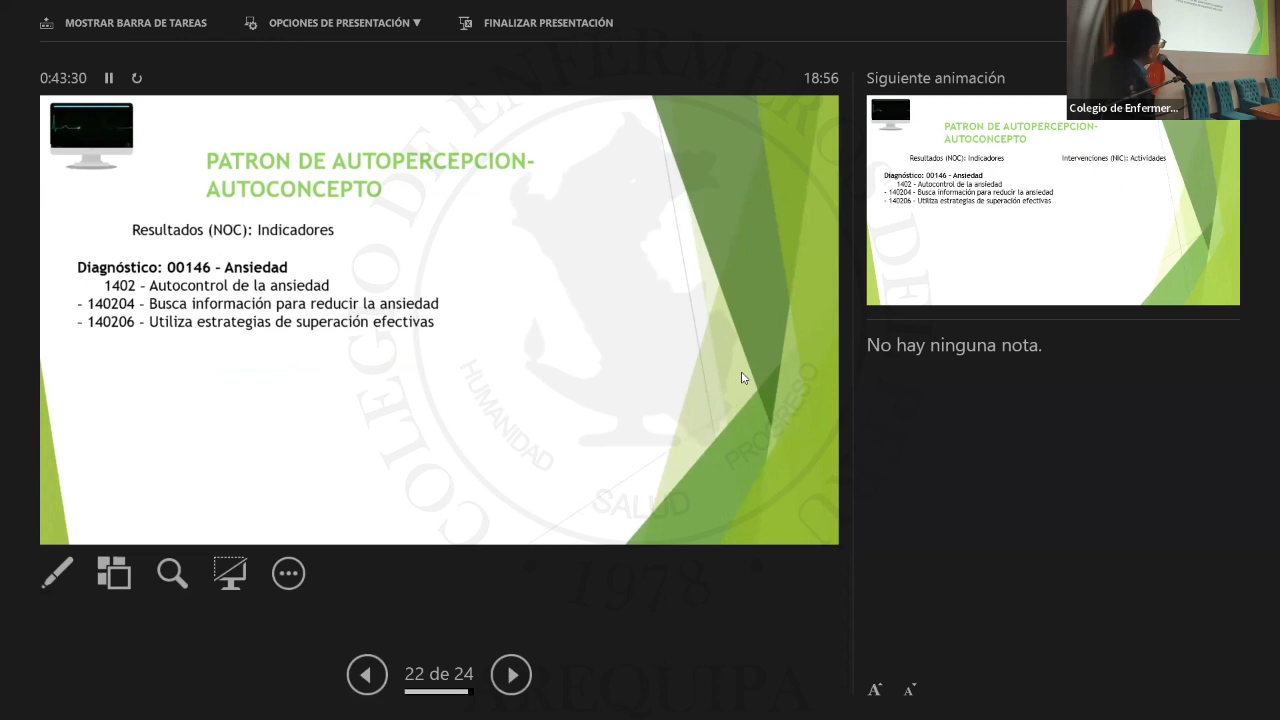 MOSTRAR BARRA DE TAREAS
OPCIONES DE PRESENTACIÓN ▼
FINALIZAR PRESENTACIÓN
0:43:30
18:56
PATRON DE AUTOPERCEPCION-
AUTOCONCEPTO
Resultados (NOC): Indicadores
Diagnóstico: 00146 - Ansiedad
1402 - Autocontrol de la ansiedad
- 140204 - Busca información para reducir la ansiedad
- 140206 - Utiliza estrategias de superación efectivas
22 de 24
Siguiente animación
Colegio de Enfermer...
PATRON DE AUTOPERCEPCION-
AUTOCONCEPTO
Resultados (NOC): Indicadores
Intervenciones (NIC): Actividades
Diagnóstico: 00146 - Ansiedad
1402 - Autocontrol de la ansiedad
- 140204 - Busca información para reducir la ansiedad
- 140206 - Utiliza estrategias de superación efectivas
No hay ninguna nota.
A A
COLEGIO DE ENFERMEROS DEL
HUMANIDAD
SALUD
PROGRESO
1978
AREQUIPA